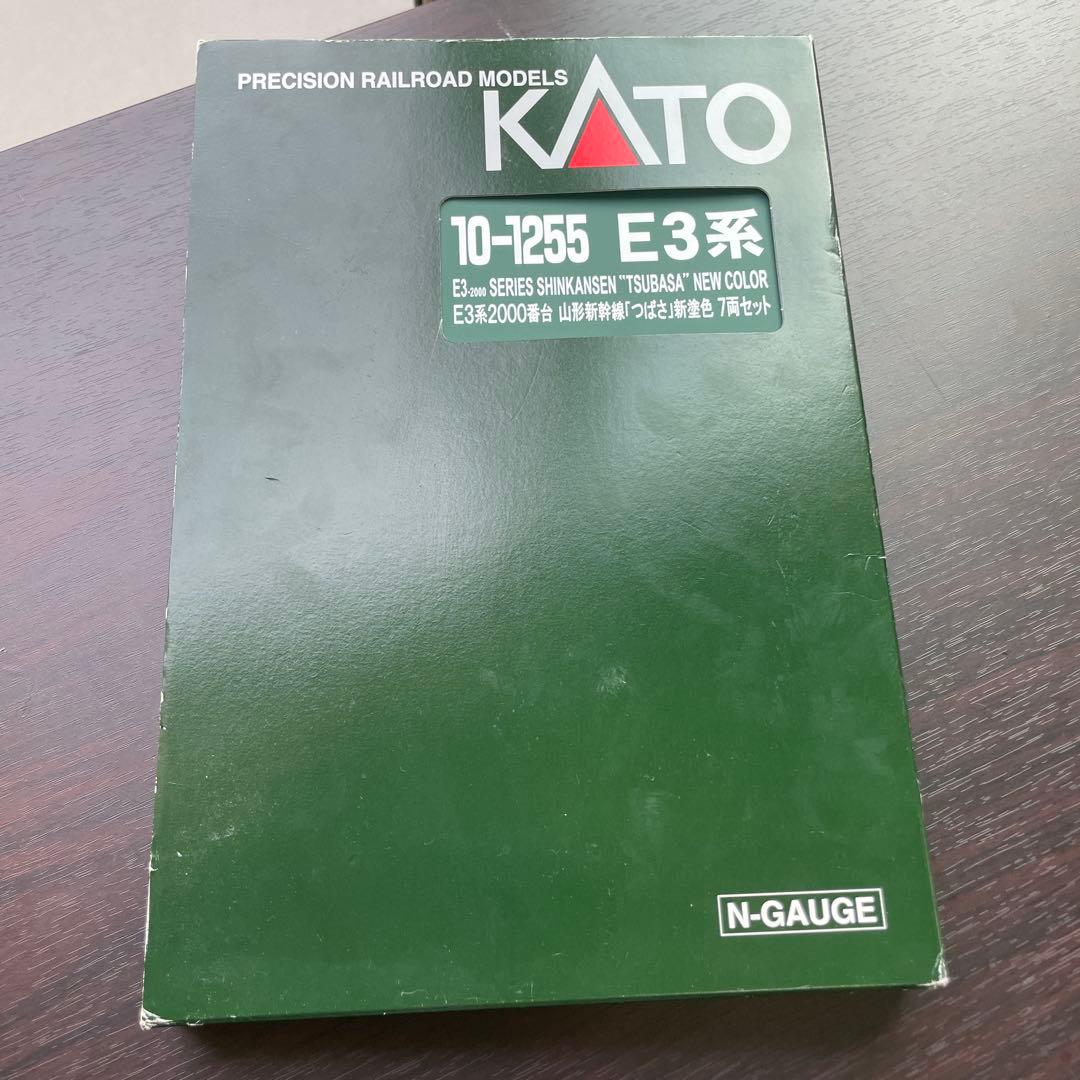 PRECISION RAILROAD MODELS
KATO
10-1255 E3系
E3-2000 SERIES SHINKANSEN "TSUBASA" NEW COLOR
E3系2000番台 山形新幹線「つばさ」新塗色 7両セット
N-GAUGE